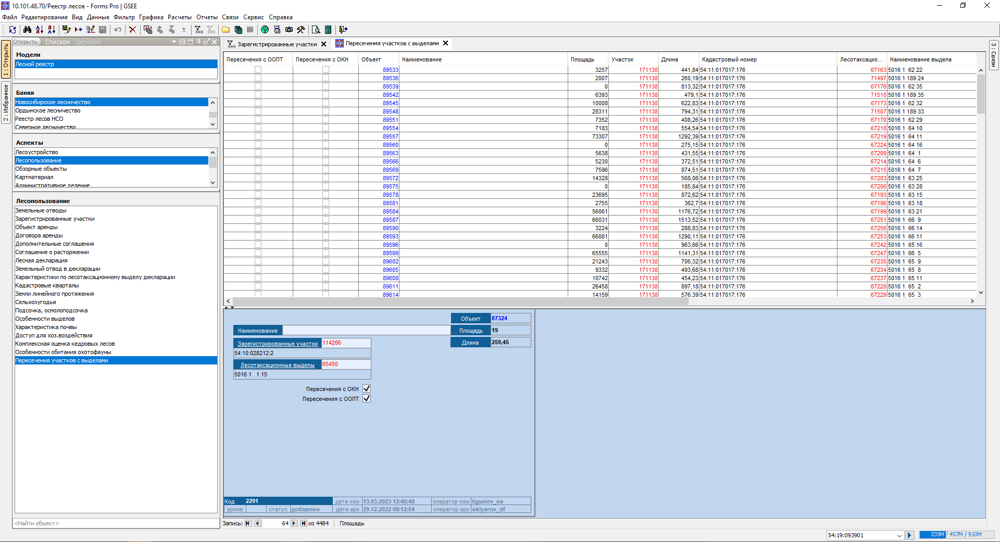 10.101.48.70/Реестр лесов - Forms Pro | GSEE
Файл Редактирование Вид Данные Фильтр Графика Расчеты Отчеты Связи Сервис Справка
Открыть Списком Деревом
1 : Открыть
2 : Избранное
Модели
Лесной реестр
Банки
Новосибирское лесничество
Ордынское лесничество
Реестр лесов НСО
Северное лесничество
Аспекты
Лесоустройство
Лесопользование
Обзорные объекты
Картматериал
Административное деление
Лесопользование
Земельные отводы
Зарегистрированные участки
Объект аренды
Договора аренды
Дополнительные соглашения
Соглашение о расторжении
Лесная декларация
Земельный отвод в декларации
Характеристики по лесотаксационному выделу декларации
Кадастровые кварталы
Земли линейного протяжения
Сельхозугодья
Подсочка, осмолоподсочка
Особенности выделов
Характеристика почвы
Доступ для хоз.воздействия
Комплексная оценка кедровых лесов
Особенности обитания охотофауны
Пересечения участков с выделами
<Найти объект>
Зарегистрированные участки Пересечения участков с выделами
3 : Связи
Пересечения с ООПТ Пересечения с ОКН Объект Наименование Площадь Участок Длина Кадастровый номер Лесотаксацио... Наименование выдела
89533 3257 171138 441,84 54:11:017017:176 67163 5016 1 62 22
89536 2007 171138 260,19 54:11:017017:176 71497 5016 1 189 24
89539 0 171138 813,32 54:11:017017:176 67176 5016 1 62 35
89542 6393 171138 479,1 54:11:017017:176 71510 5016 1 189 35
89545 10008 171138 622,83 54:11:017017:176 67173 5016 1 62 32
89548 28311 171138 794,31 54:11:017017:176 71507 5016 1 189 33
89551 7352 171138 408,26 54:11:017017:176 67170 5016 1 62 29
89554 7183 171138 554,54 54:11:017017:176 67218 5016 1 64 10
89557 73307 171138 1292,39 54:11:017017:176 67219 5016 1 64 11
89560 0 171138 275,15 54:11:017017:176 67224 5016 1 64 16
89563 5638 171138 431,55 54:11:017017:176 67209 5016 1 64 1
89566 5230 171138 372,51 54:11:017017:176 67214 5016 1 64 6
89569 7596 171138 874,51 54:11:017017:176 67215 5016 1 64 7
89572 14328 171138 568,06 54:11:017017:176 67203 5016 1 63 25
89575 0 171138 185,84 54:11:017017:176 67206 5016 1 63 28
89578 23695 171138 872,62 54:11:017017:176 67193 5016 1 63 15
89581 2755 171138 362,7 54:11:017017:176 67196 5016 1 63 18
89584 56061 171138 1176,72 54:11:017017:176 67199 5016 1 63 21
89587 66031 171138 1513,52 54:11:017017:176 67251 5016 1 66 9
89590 3224 171138 288,83 54:11:017017:176 67256 5016 1 66 14
89593 66881 171138 1290,11 54:11:017017:176 67253 5016 1 66 11
89596 0 171138 963,66 54:11:017017:176 67242 5016 1 65 16
89599 65555 171138 1141,31 54:11:017017:176 67247 5016 1 66 5
89602 21243 171138 706,32 54:11:017017:176 67235 5016 1 65 9
89605 9332 171138 493,68 54:11:017017:176 67234 5016 1 65 8
89608 10742 171138 454,23 54:11:017017:176 67237 5016 1 65 11
89611 26458 171138 897,18 54:11:017017:176 67228 5016 1 65 2
89614 14159 171138 576,39 54:11:017017:176 67229 5016 1 65 3
Объект 87324
Наименование Площадь 19
Зарегистрированные участки 114206 Длина 259,45
54:10:028212:2
Лесотаксационные выделы 65450
5016 1 1 15
Пересечения с ОКН
Пересечения с ООПТ
Код 2291 дата изм 13.03.2023 12:46:48 оператор изм tigunov_ea
архив статус добавлен дата арх 29.12.2022 09:12:54 оператор арх sklyarov_df
Запись: 64 из 4484 Площадь
54:19:093901 335M / 457M / 910M